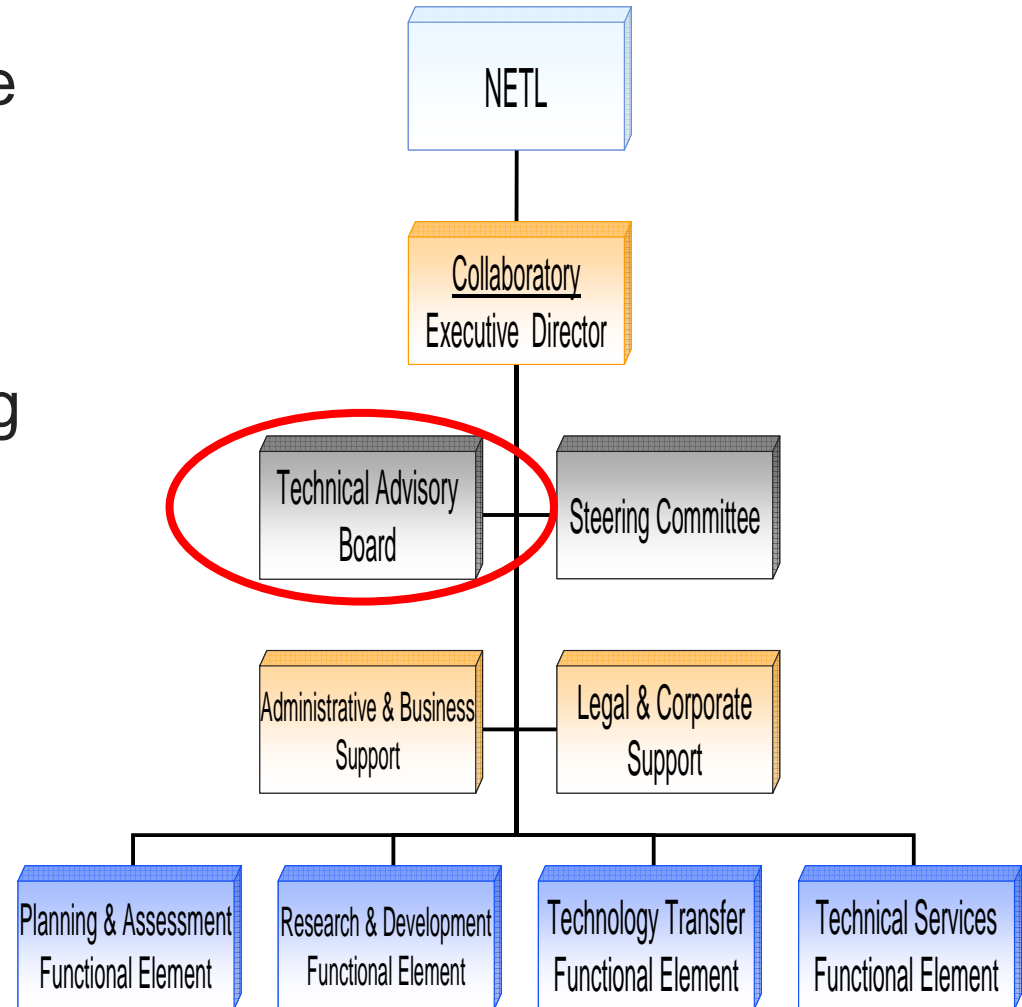 e
NETL
Collaboratory
Executive Director
g
Technical Advisory
Board
Steering Committee
Administrative & Business
Support
Legal & Corporate
Support
Planning & Assessment
Functional Element
Research & Development
Functional Element
Technology Transfer
Functional Element
Technical Services
Functional Element